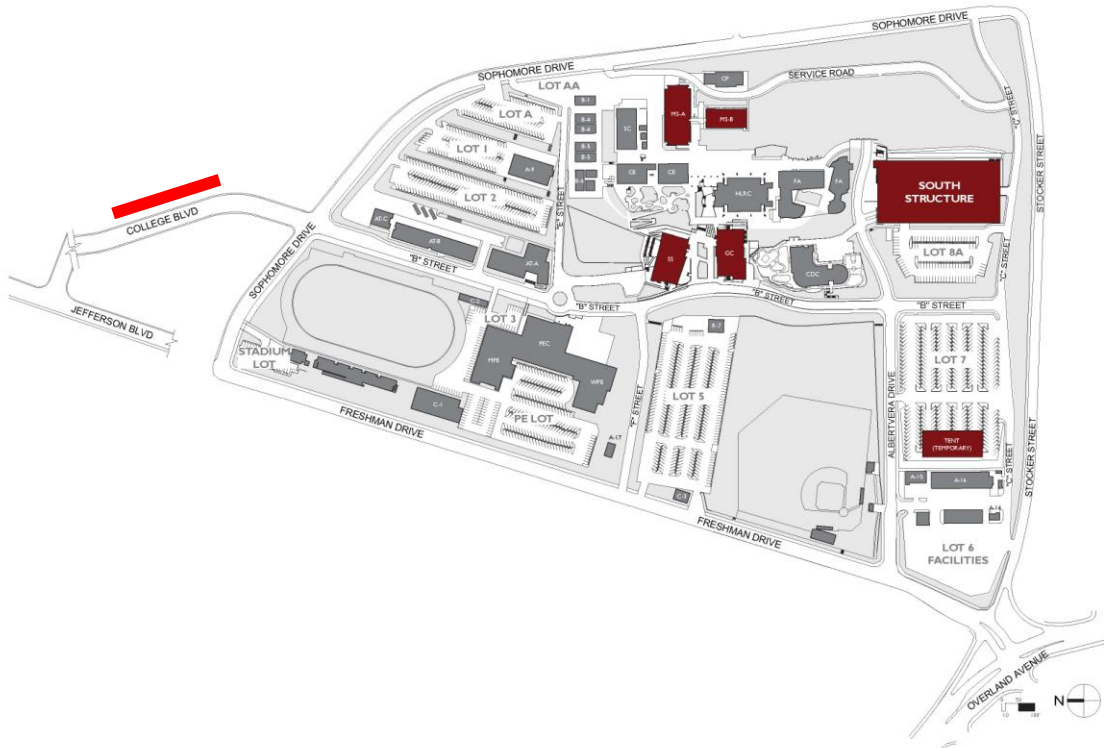 SOPHOMORE DRIVE
SOPHOMORE DRIVE
SERVICE ROAD
"C" STREET
STOCKER STREET
LOT AA
CP
MS-A
MS-B
B-1
LOT A
B-4
SC
LOT 1
A-9
CE
CE
HLRC
FA
FA
SOUTH
STRUCTURE
LOT 2
"E" STREET
COLLEGE BLVD
AT-C
AT-B
AT-A
"B" STREET
SS
GC
CDC
LOT 8A
"C" STREET
SOPHOMORE DRIVE
"B" STREET
"B" STREET
"B" STREET
JEFFERSON BLVD
LOT 3
PEC
B-7
STADIUM
LOT
MPE
WPE
LOT 7
LOT 5
"F" STREET
ALBERTVERA DRIVE
C-1
PE LOT
FRESHMAN DRIVE
A-17
TENT
(TEMPORARY)
"C" STREET
STOCKER STREET
A-15
A-16
FRESHMAN DRIVE
LOT 6
FACILITIES
OVERLAND AVENUE
N